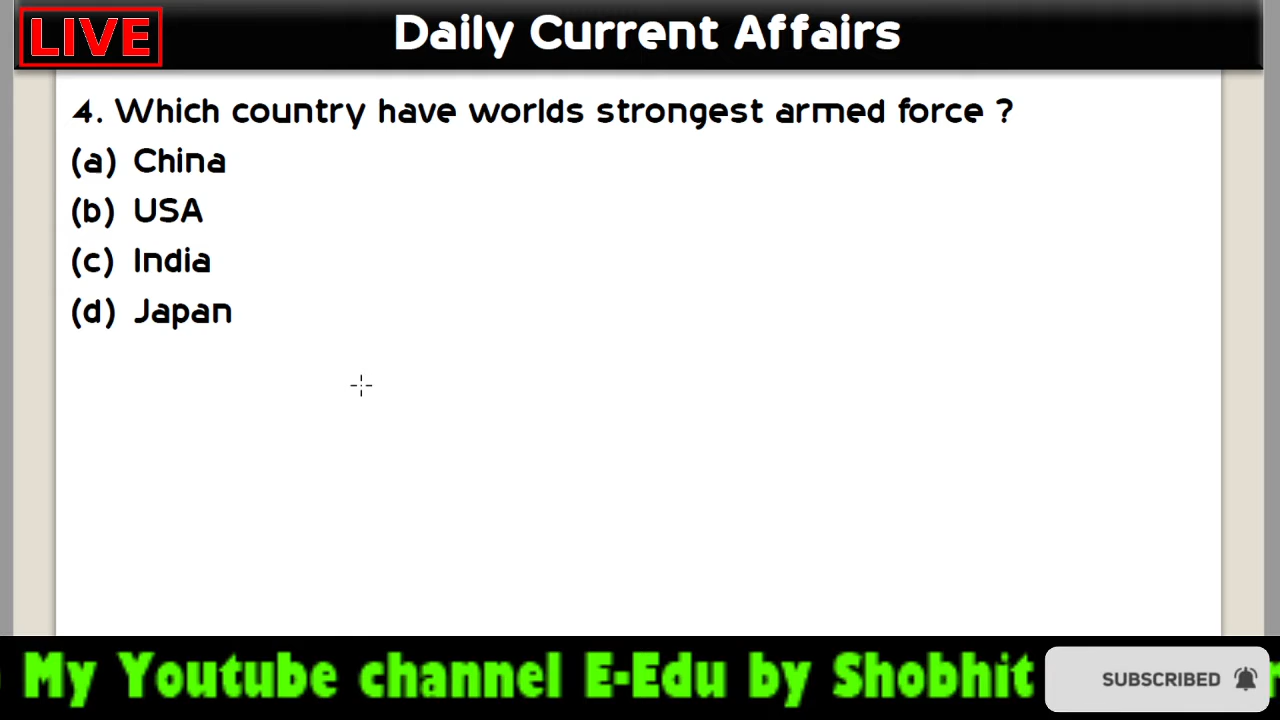 LIVE
Daily Current Affairs
4. Which country have worlds strongest armed force ?
(a) China
(b) USA
(c) India
(d) Japan
My Youtube channel E-Edu by Shobhit
SUBSCRIBED